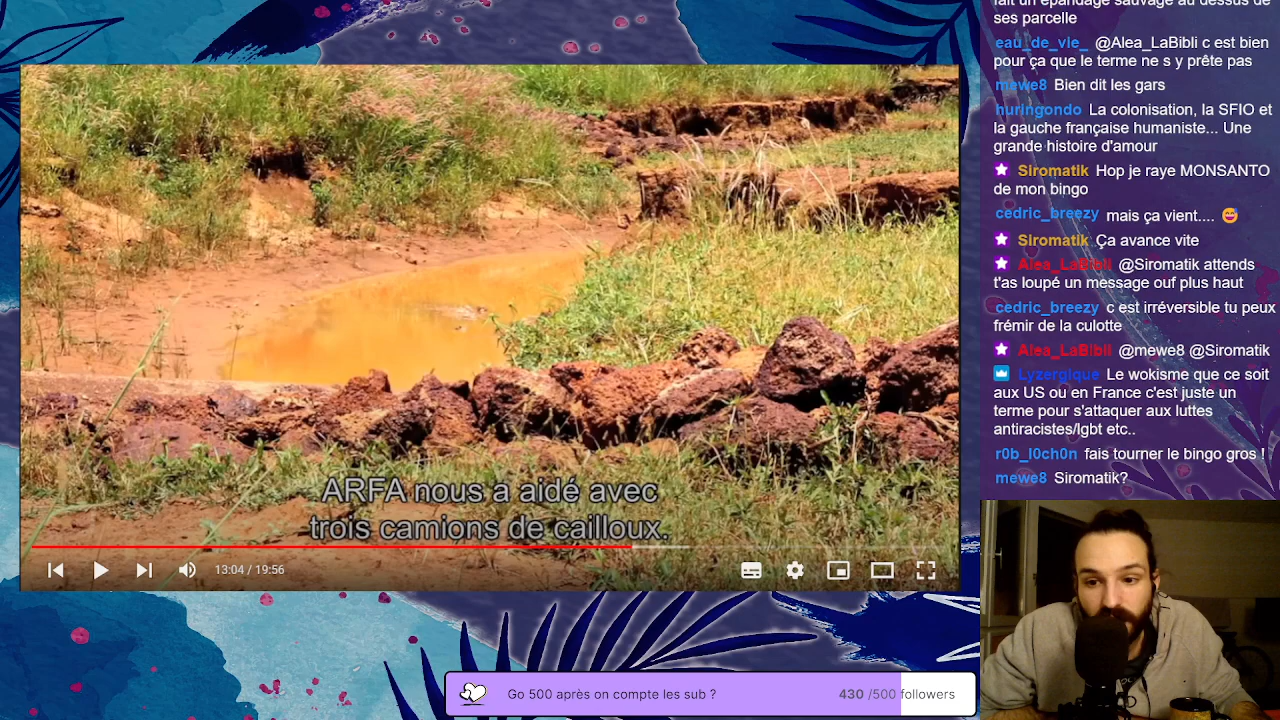 fait un épandage sauvage au dessus de
ses parcelle
eau_de_vie_ @Alea_LaBibli c est bien
pour ça que le terme ne s y prête pas
mewe8 Bien dit les gars
huringondo La colonisation, la SFIO et
la gauche française humaniste... Une
grande histoire d'amour
Siromatik Hop je raye MONSANTO
de mon bingo
cedric_breezy mais ça vient.... 😅
Siromatik Ça avance vite
Alea_LaBibli @Siromatik attends
t'as loupé un message ouf plus haut
cedric_breezy c est irréversible tu peux
frémir de la culotte
Alea_LaBibli @mewe8 @Siromatik
Lyzergique Le wokisme que ce soit
aux US ou en France c'est juste un
terme pour s'attaquer aux luttes
antiracistes/lgbt etc..
r0b_l0ch0n fais tourner le bingo gros !
mewe8 Siromatik?
ARFA nous a aidé avec
trois camions de cailloux.
13:04 / 19:56
Go 500 après on compte les sub ? 430 /500 followers